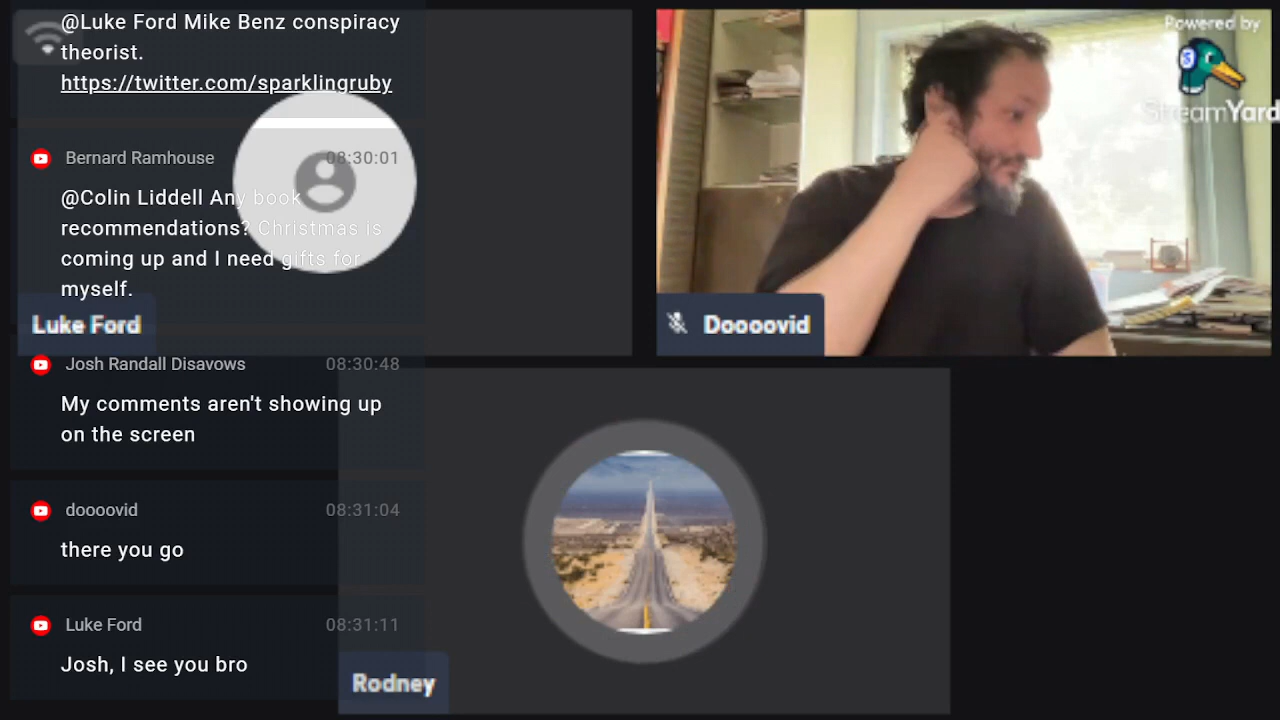 @Luke Ford Mike Benz conspiracy
theorist.
https://twitter.com/sparklingruby
Bernard Ramhouse 08:30:01
@Colin Liddell Any book
recommendations? Christmas is
coming up and I need gifts for
myself.
Luke Ford
Josh Randall Disavows 08:30:48
My comments aren't showing up
on the screen
doooovid 08:31:04
there you go
Luke Ford 08:31:11
Josh, I see you bro
Powered by
StreamYard
Doooovid
Rodney